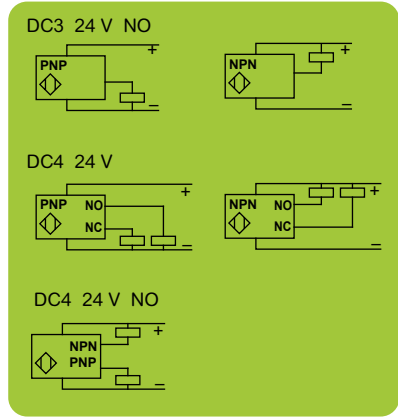 DC3 24 V NO
PNP
+
−
NPN
+
−
DC4 24 V
PNP NO
NC
+
−
NPN NO
NC
+
−
DC4 24 V NO
NPN
PNP
+
−